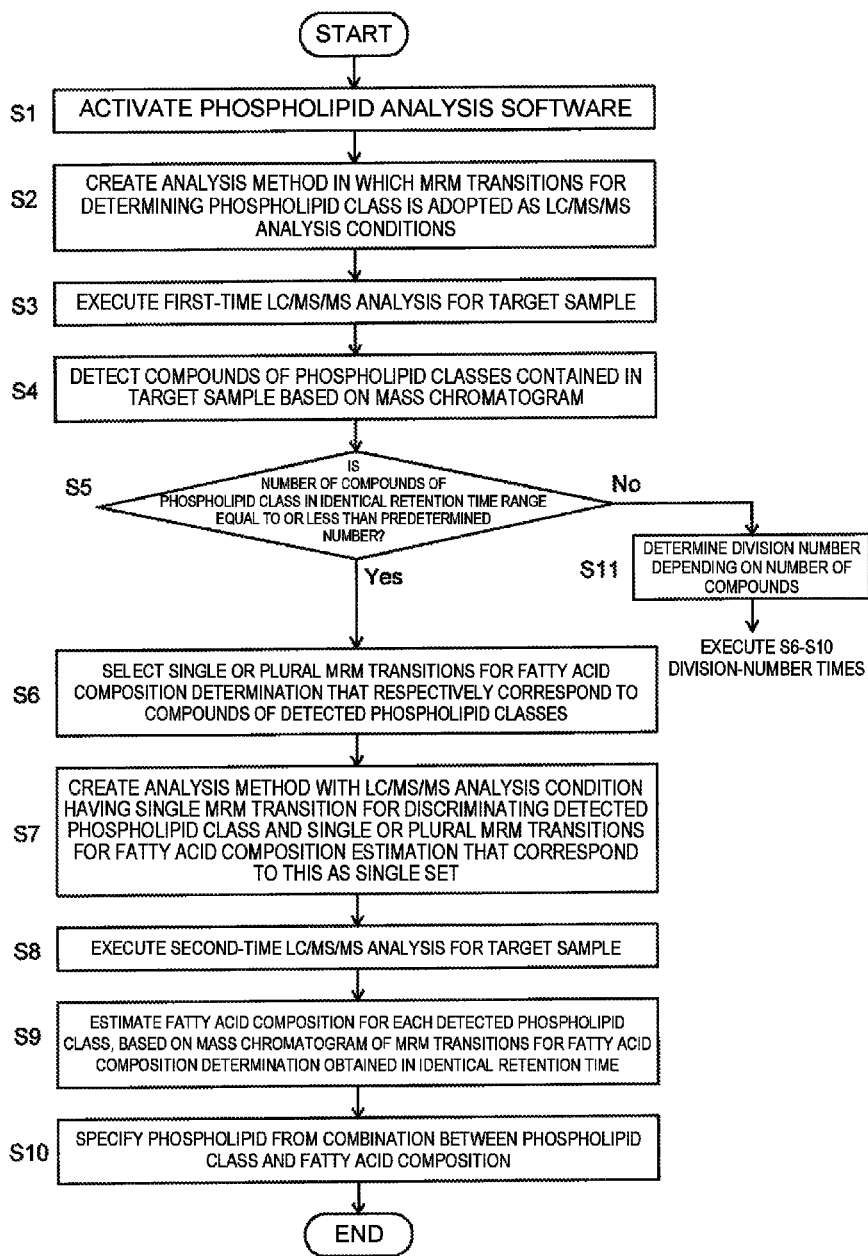 START
S1
ACTIVATE PHOSPHOLIPID ANALYSIS SOFTWARE
S2
CREATE ANALYSIS METHOD IN WHICH MRM TRANSITIONS FOR
DETERMINING PHOSPHOLIPID CLASS IS ADOPTED AS LC/MS/MS
ANALYSIS CONDITIONS
S3
EXECUTE FIRST-TIME LC/MS/MS ANALYSIS FOR TARGET SAMPLE
S4
DETECT COMPOUNDS OF PHOSPHOLIPID CLASSES CONTAINED IN
TARGET SAMPLE BASED ON MASS CHROMATOGRAM
S5
IS
NUMBER OF COMPOUNDS OF
PHOSPHOLIPID CLASS IN IDENTICAL RETENTION TIME RANGE
EQUAL TO OR LESS THAN PREDETERMINED
NUMBER?
No
Yes
S11
DETERMINE DIVISION NUMBER
DEPENDING ON NUMBER OF
COMPOUNDS
EXECUTE S6-S10
DIVISION-NUMBER TIMES
S6
SELECT SINGLE OR PLURAL MRM TRANSITIONS FOR FATTY ACID
COMPOSITION DETERMINATION THAT RESPECTIVELY CORRESPOND TO
COMPOUNDS OF DETECTED PHOSPHOLIPID CLASSES
S7
CREATE ANALYSIS METHOD WITH LC/MS/MS ANALYSIS CONDITION
HAVING SINGLE MRM TRANSITION FOR DISCRIMINATING DETECTED
PHOSPHOLIPID CLASS AND SINGLE OR PLURAL MRM TRANSITIONS
FOR FATTY ACID COMPOSITION ESTIMATION THAT CORRESPOND
TO THIS AS SINGLE SET
S8
EXECUTE SECOND-TIME LC/MS/MS ANALYSIS FOR TARGET SAMPLE
S9
ESTIMATE FATTY ACID COMPOSITION FOR EACH DETECTED PHOSPHOLIPID
CLASS, BASED ON MASS CHROMATOGRAM OF MRM TRANSITIONS FOR FATTY ACID
COMPOSITION DETERMINATION OBTAINED IN IDENTICAL RETENTION TIME
S10
SPECIFY PHOSPHOLIPID FROM COMBINATION BETWEEN PHOSPHOLIPID
CLASS AND FATTY ACID COMPOSITION
END